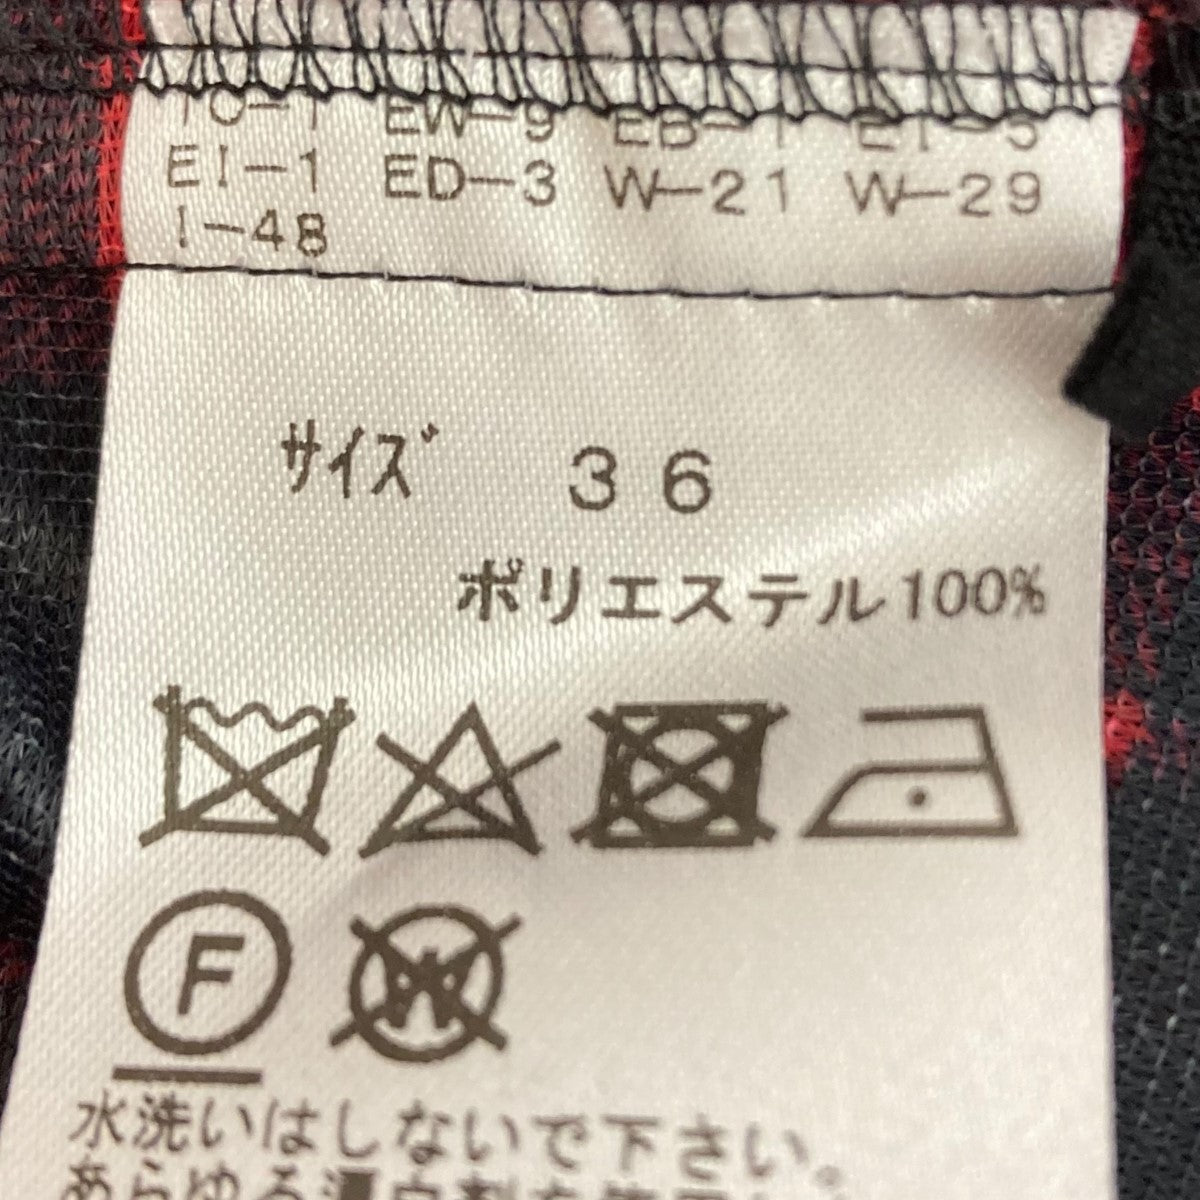 EI-1 ED-3 W-21 W-29
I-48
サイズ 36
ポリエステル100%
F
W
水洗いはしないで下さい。